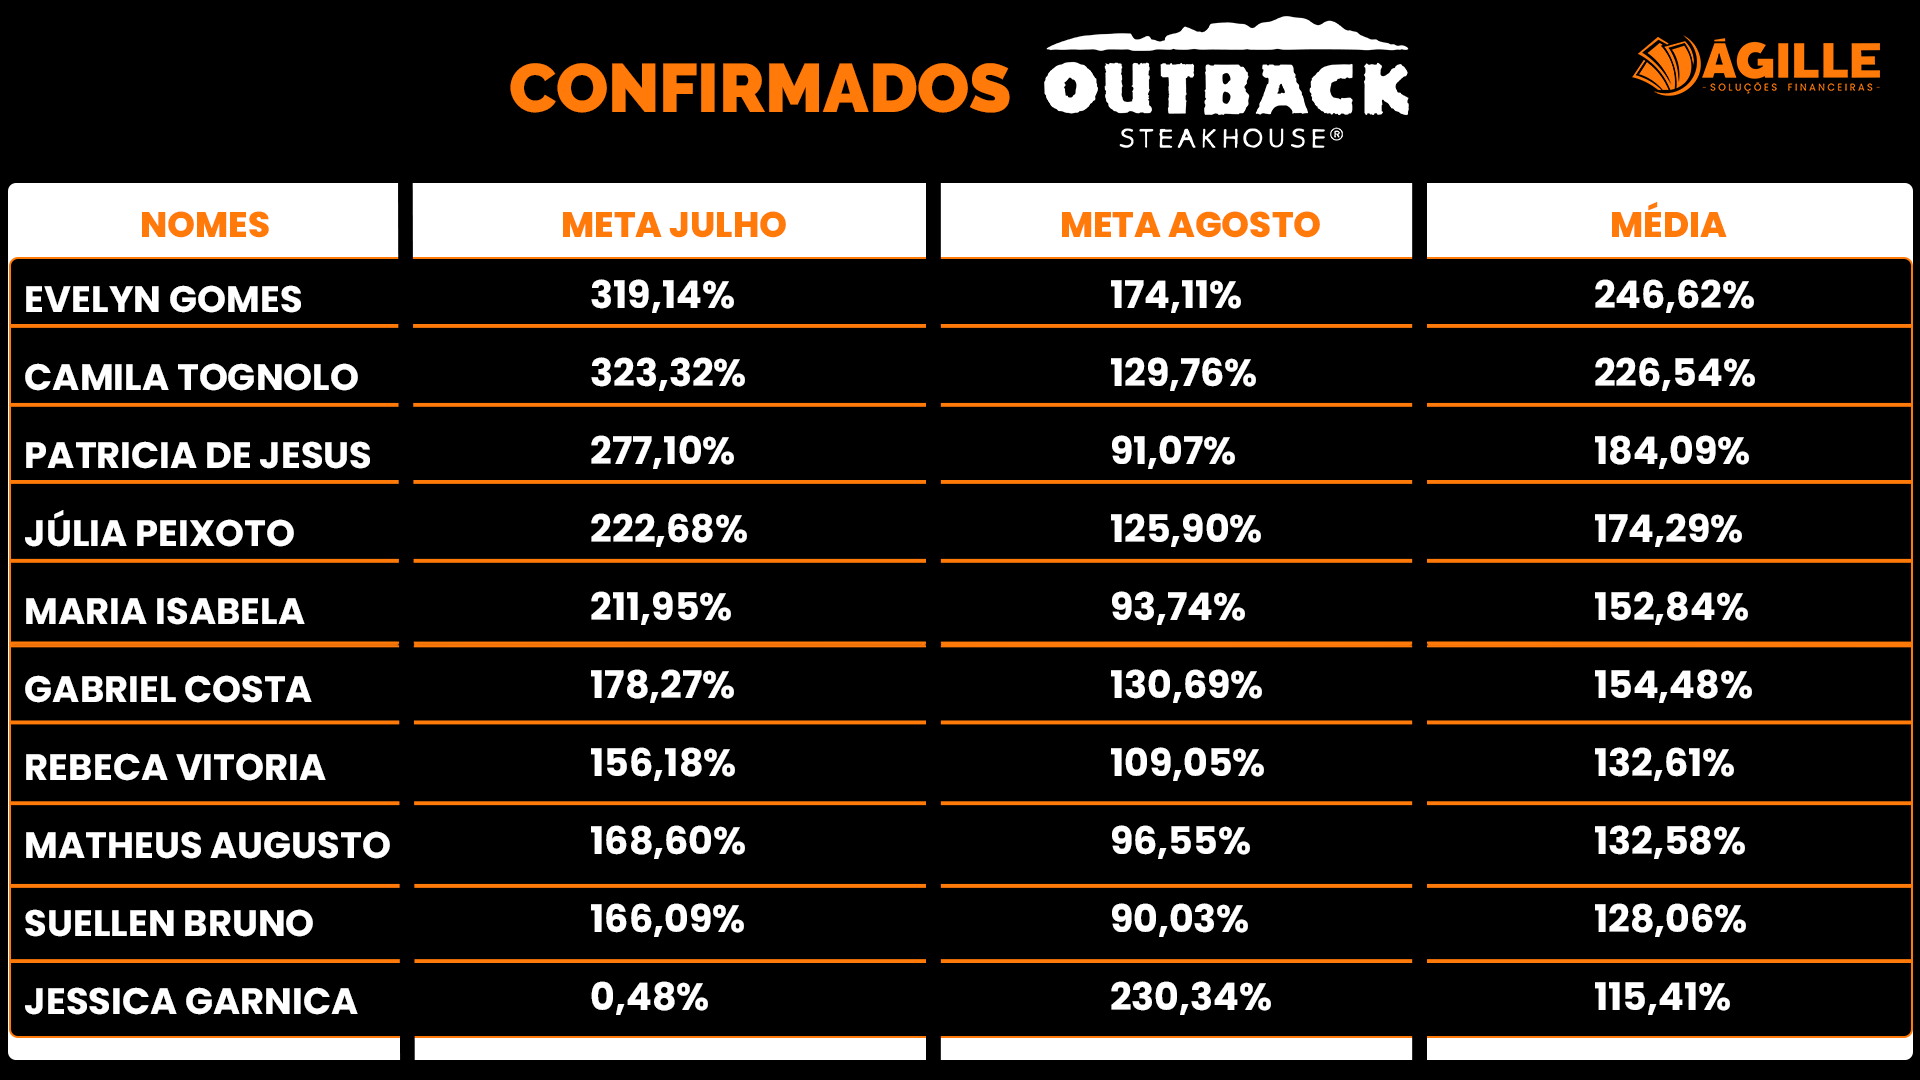 CONFIRMADOS OUTBACK
STEAKHOUSE®
ÁGILLE
-SOLUÇÕES FINANCEIRAS-
NOMES META JULHO META AGOSTO MÉDIA
EVELYN GOMES 319,14% 174,11% 246,62%
CAMILA TOGNOLO 323,32% 129,76% 226,54%
PATRICIA DE JESUS 277,10% 91,07% 184,09%
JÚLIA PEIXOTO 222,68% 125,90% 174,29%
MARIA ISABELA 211,95% 93,74% 152,84%
GABRIEL COSTA 178,27% 130,69% 154,48%
REBECA VITORIA 156,18% 109,05% 132,61%
MATHEUS AUGUSTO 168,60% 96,55% 132,58%
SUELLEN BRUNO 166,09% 90,03% 128,06%
JESSICA GARNICA 0,48% 230,34% 115,41%